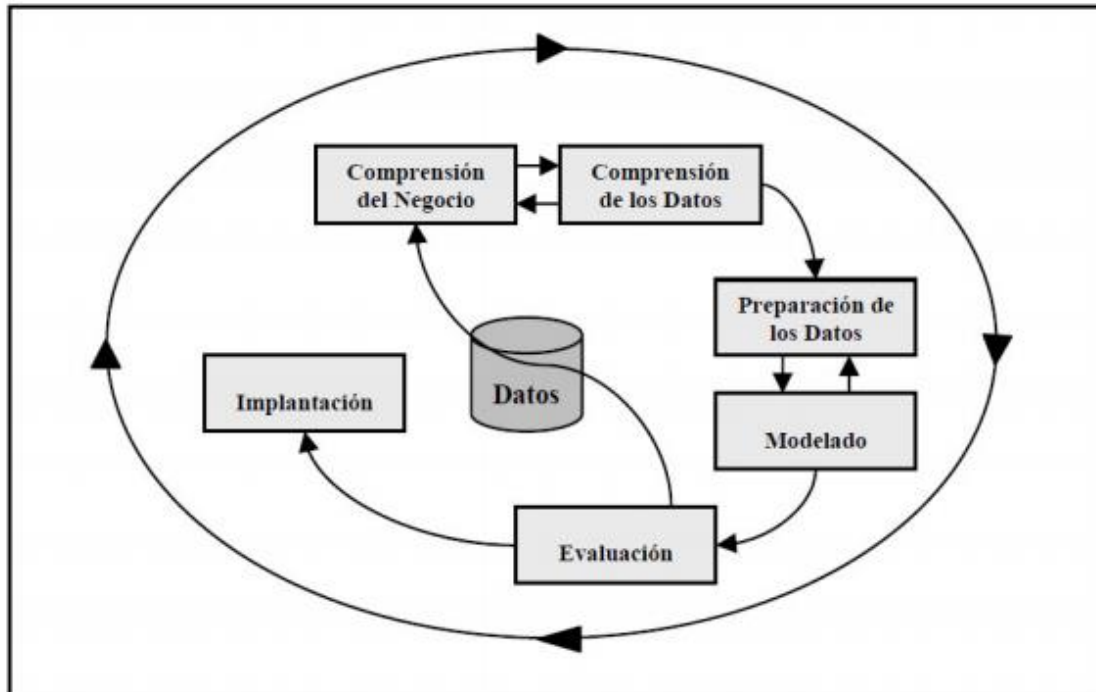 Comprensión
del Negocio
Comprensión
de los Datos
Preparación de
los Datos
Datos
Implantación
Modelado
Evaluación